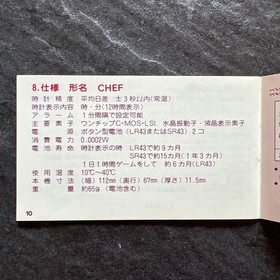 8.仕様 形名 CHEF
時計精度 平均日差 ±3秒以内(常温)
時計表示内容 時・分(12時間表示)
アラーム 1分間隔で設定可能
主要素子 ワンチップC-MOS-LSI, 水晶振動子・液晶表示素子
電源 ボタン型電池(LR43またはSR43) 2コ
消費電力 0.0002W
電池寿命 時計表示の時 LR43で約9カ月
SR43で約15カ月(1年3カ月)
1日1時間ゲームをして 約6カ月(LR43)
使用温度 10℃〜40℃
本機寸法 (幅)112mm(奥行)67mm(厚さ)11.5mm
重量 約65g(電池含む)
10